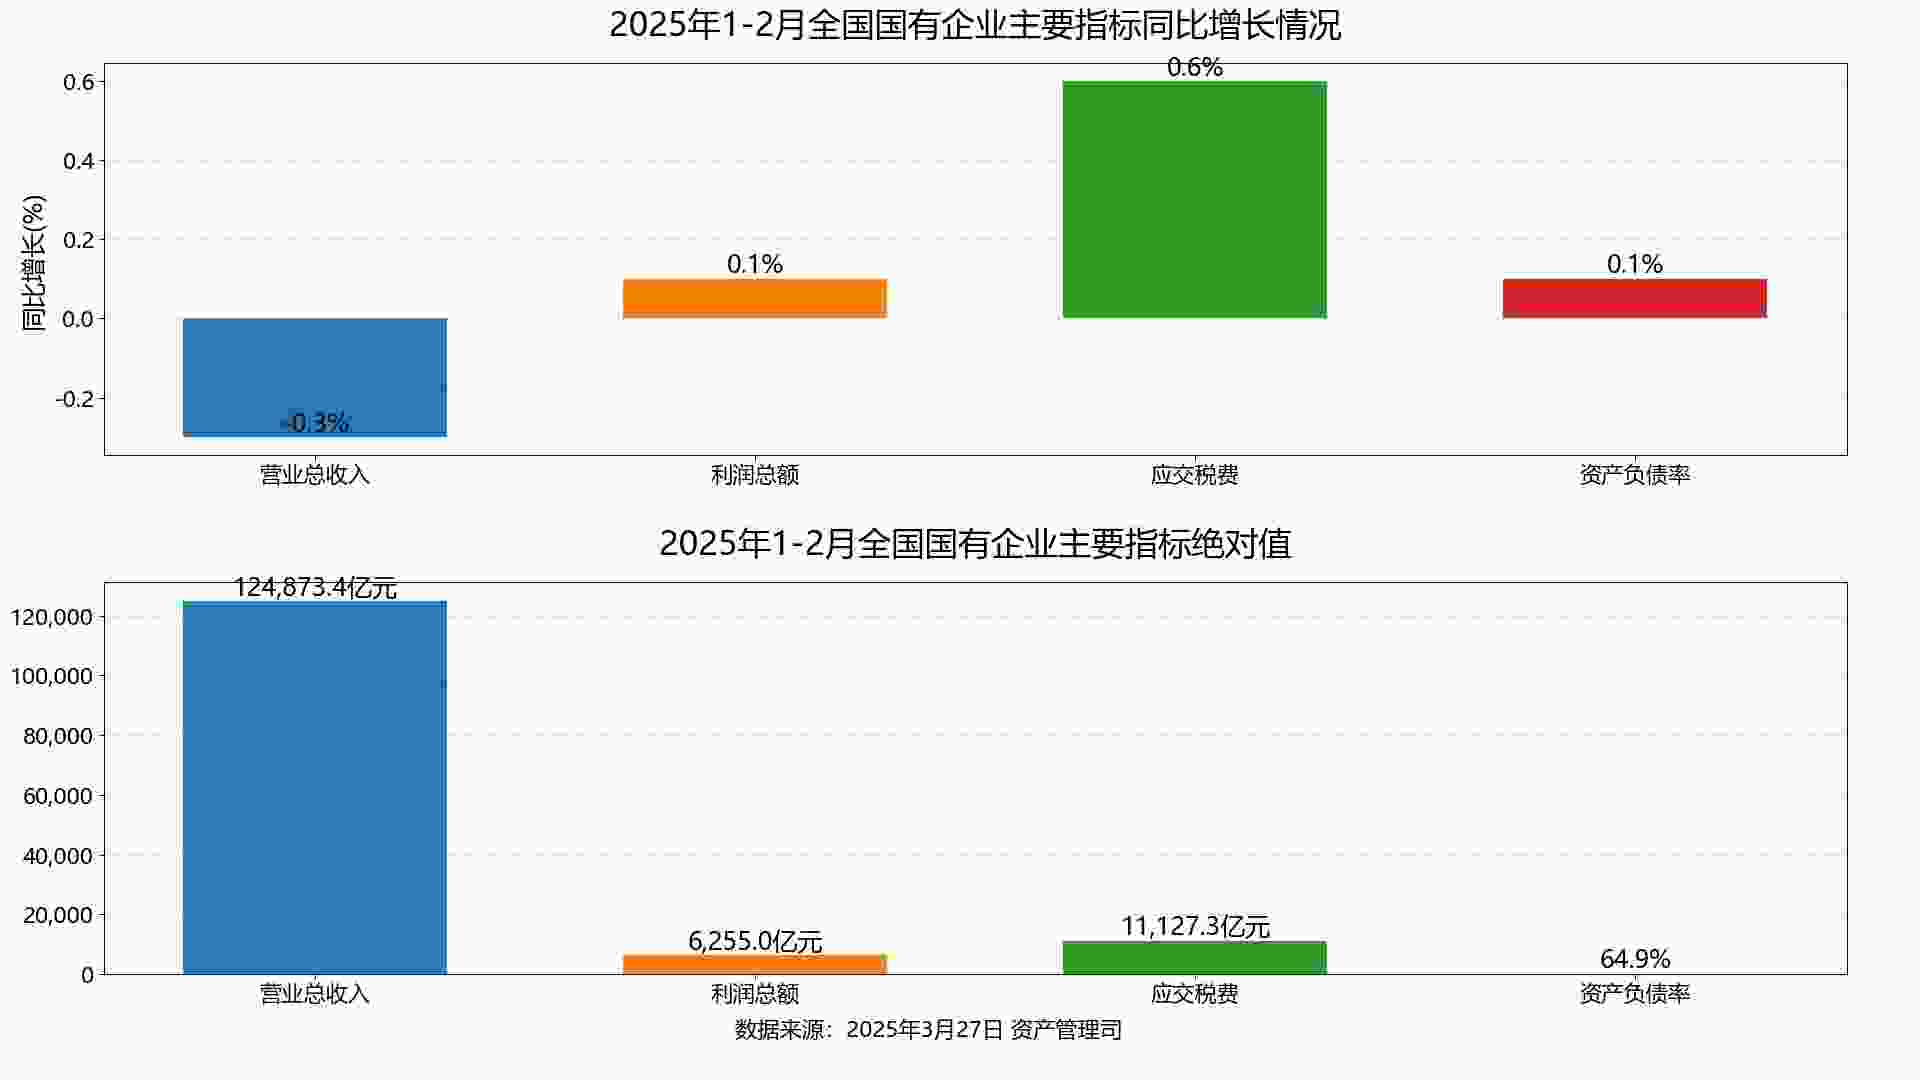 2025年1-2月全国国有企业主要指标同比增长情况
同比增长(%)
0.6
0.4
0.2
0.0
-0.2
-0.3%
0.1%
0.6%
0.1%
营业总收入 利润总额 应交税费 资产负债率
2025年1-2月全国国有企业主要指标绝对值
120,000
100,000
80,000
60,000
40,000
20,000
0
124,873.4亿元
6,255.0亿元
11,127.3亿元
64.9%
营业总收入 利润总额 应交税费 资产负债率
数据来源：2025年3月27日 资产管理司